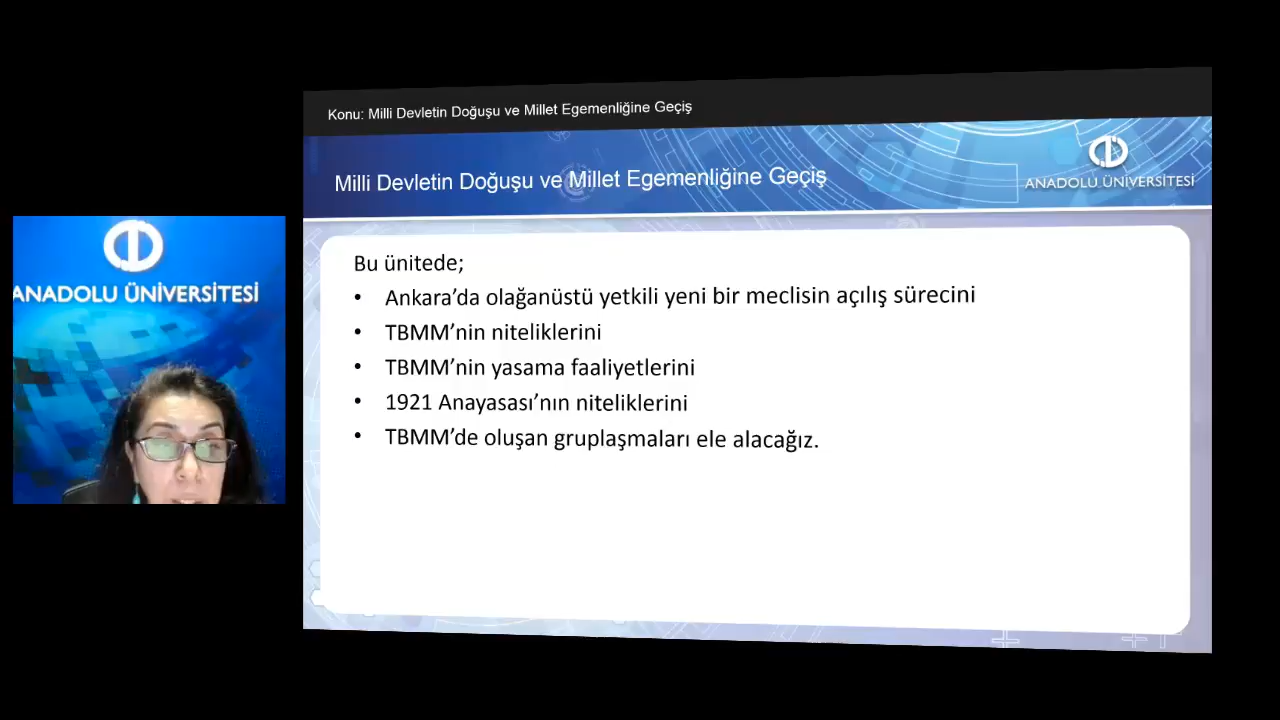 Konu: Milli Devletin Doğuşu ve Millet Egemenliğine Geçiş
Milli Devletin Doğuşu ve Millet Egemenliğine Geçiş
ANADOLU ÜNİVERSİTESİ
Bu ünitede;
• Ankara'da olağanüstü yetkili yeni bir meclisin açılış sürecini
• TBMM'nin niteliklerini
• TBMM'nin yasama faaliyetlerini
• 1921 Anayasası'nın niteliklerini
• TBMM'de oluşan gruplaşmaları ele alacağız.
ANADOLU ÜNİVERSİTESİ